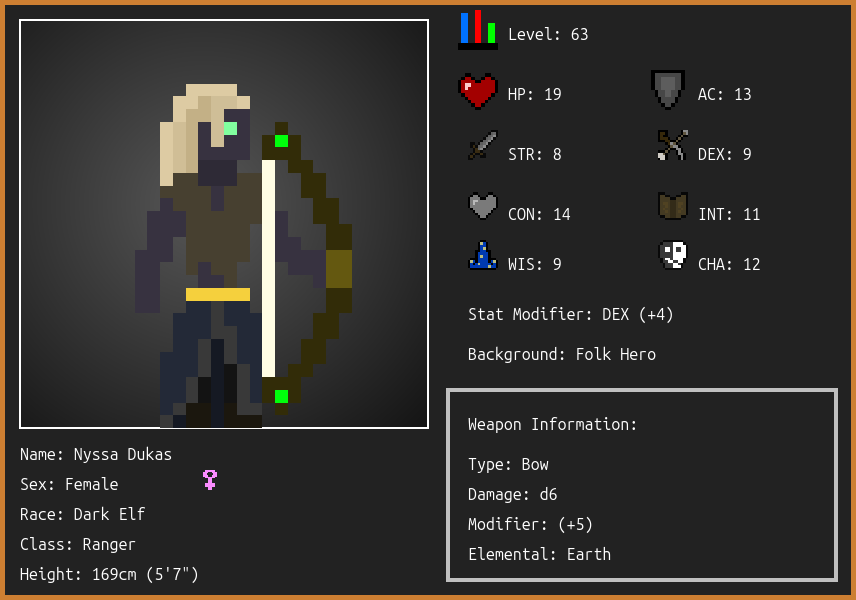 Level: 63
HP: 19
AC: 13
STR: 8
DEX: 9
CON: 14
INT: 11
WIS: 9
CHA: 12
Stat Modifier: DEX (+4)
Background: Folk Hero
Weapon Information:
Type: Bow
Damage: d6
Modifier: (+5)
Elemental: Earth
Name: Nyssa Dukas
Sex: Female
Race: Dark Elf
Class: Ranger
Height: 169cm (5'7")